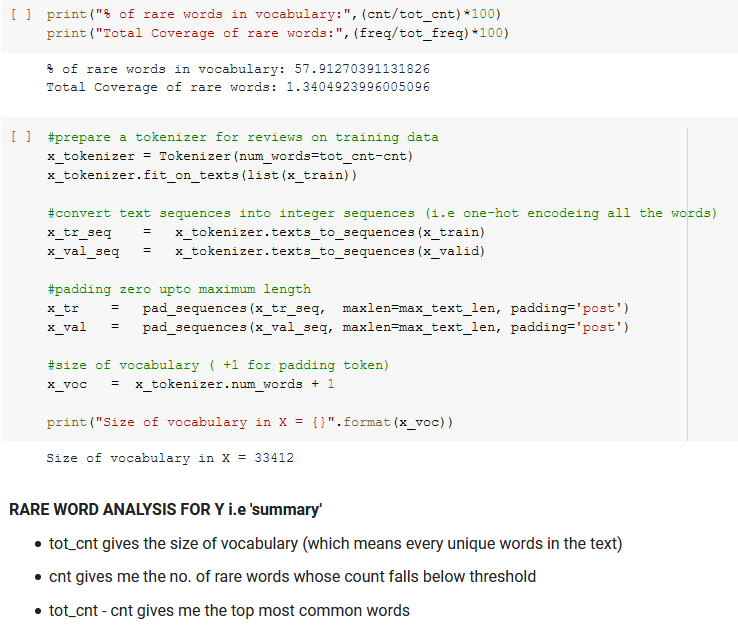 [ ] print("% of rare words in vocabulary:",(cnt/tot_cnt)*100)
print("Total Coverage of rare words:",(freq/tot_freq)*100)
% of rare words in vocabulary: 57.91270391131826
Total Coverage of rare words: 1.3404923996005096
[ ] #prepare a tokenizer for reviews on training data
x_tokenizer = Tokenizer(num_words=tot_cnt-cnt)
x_tokenizer.fit_on_texts(list(x_train))
#convert text sequences into integer sequences (i.e one-hot encodeing all the words)
x_tr_seq    =   x_tokenizer.texts_to_sequences(x_train)
x_val_seq   =   x_tokenizer.texts_to_sequences(x_valid)
#padding zero upto maximum length
x_tr    =   pad_sequences(x_tr_seq,  maxlen=max_text_len, padding='post')
x_val   =   pad_sequences(x_val_seq, maxlen=max_text_len, padding='post')
#size of vocabulary ( +1 for padding token)
x_voc   =  x_tokenizer.num_words + 1
print("Size of vocabulary in X = {}".format(x_voc))
Size of vocabulary in X = 33412
RARE WORD ANALYSIS FOR Y i.e 'summary'
• tot_cnt gives the size of vocabulary (which means every unique words in the text)
• cnt gives me the no. of rare words whose count falls below threshold
• tot_cnt - cnt gives me the top most common words